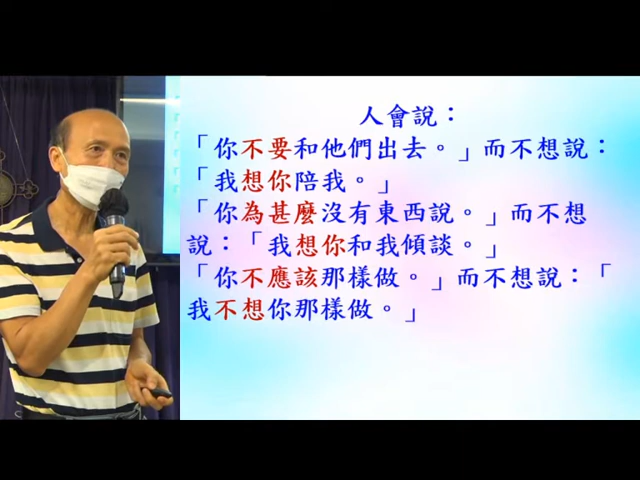 人會說：
「你不要和他們出去。」而不想說：
「我想你陪我。」
「你為甚麼沒有東西說。」而不想
說：「我想你和我傾談。」
「你不應該那樣做。」而不想說：「
我不想你那樣做。」